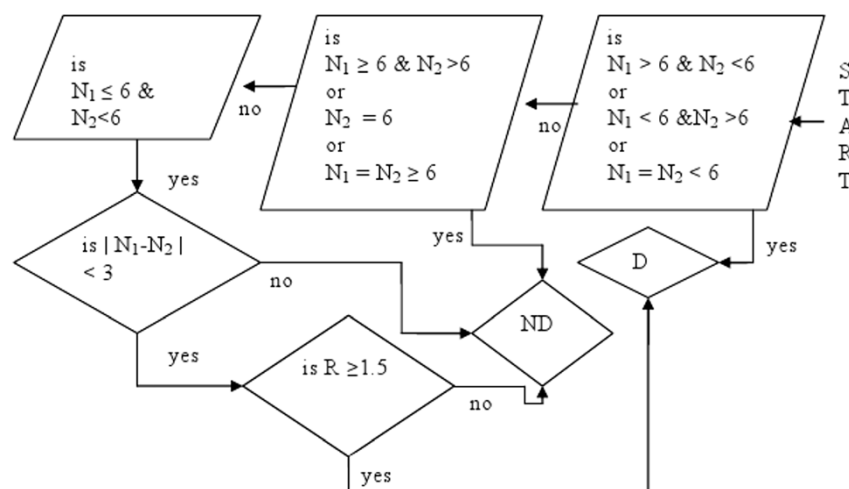 is
N₁ ≤ 6 &
N₂<6
is
N₁ ≥ 6 & N₂ >6
or
N₂ = 6
or
N₁ = N₂ ≥ 6
is
N₁ > 6 & N₂ <6
or
N₁ < 6 &N₂ >6
or
N₁ = N₂ < 6
S
T
A
R
T
no
no
yes
yes
yes
is | N₁-N₂ |
< 3
no
D
ND
yes
is R ≥1.5
no
yes